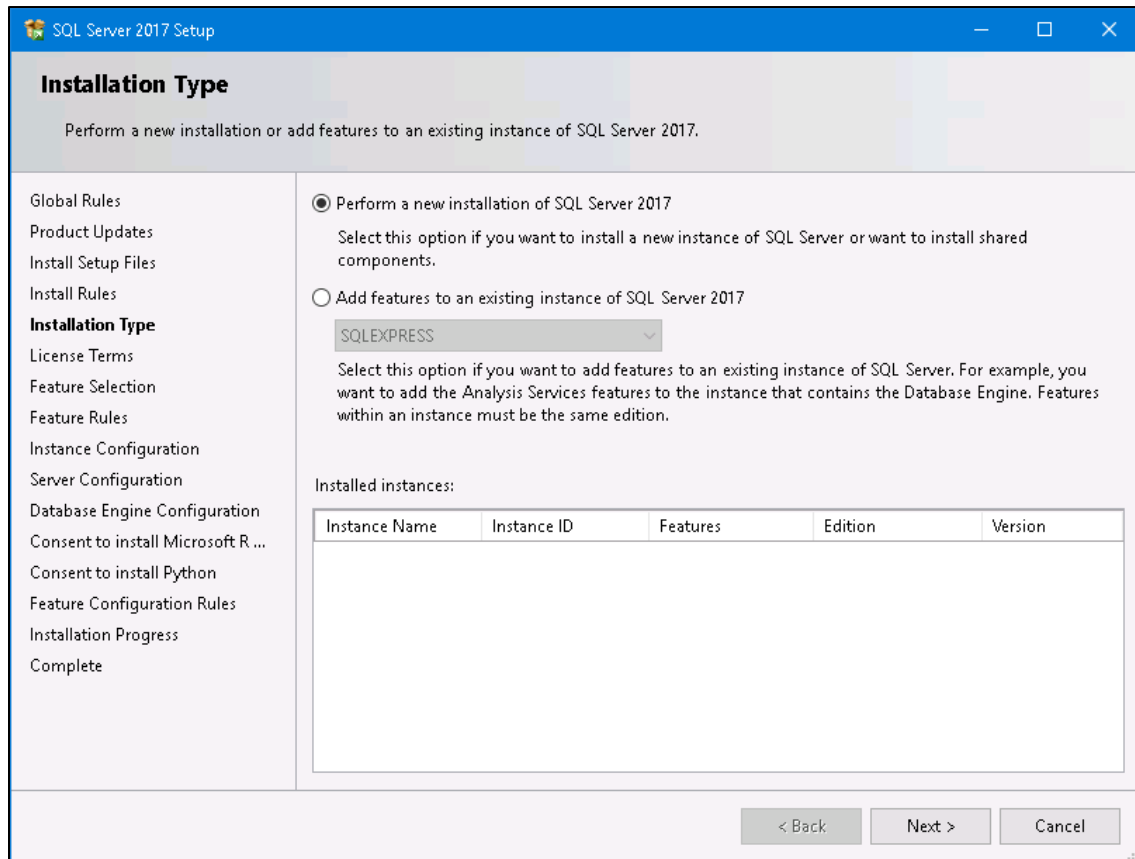 SQL Server 2017 Setup
Installation Type
Perform a new installation or add features to an existing instance of SQL Server 2017.
Global Rules
Product Updates
Install Setup Files
Install Rules
Installation Type
License Terms
Feature Selection
Feature Rules
Instance Configuration
Server Configuration
Database Engine Configuration
Consent to install Microsoft R ...
Consent to install Python
Feature Configuration Rules
Installation Progress
Complete
Perform a new installation of SQL Server 2017
Select this option if you want to install a new instance of SQL Server or want to install shared
components.
Add features to an existing instance of SQL Server 2017
SQLEXPRESS
Select this option if you want to add features to an existing instance of SQL Server. For example, you
want to add the Analysis Services features to the instance that contains the Database Engine. Features
within an instance must be the same edition.
Installed instances:
Instance Name Instance ID Features Edition Version
< Back Next > Cancel